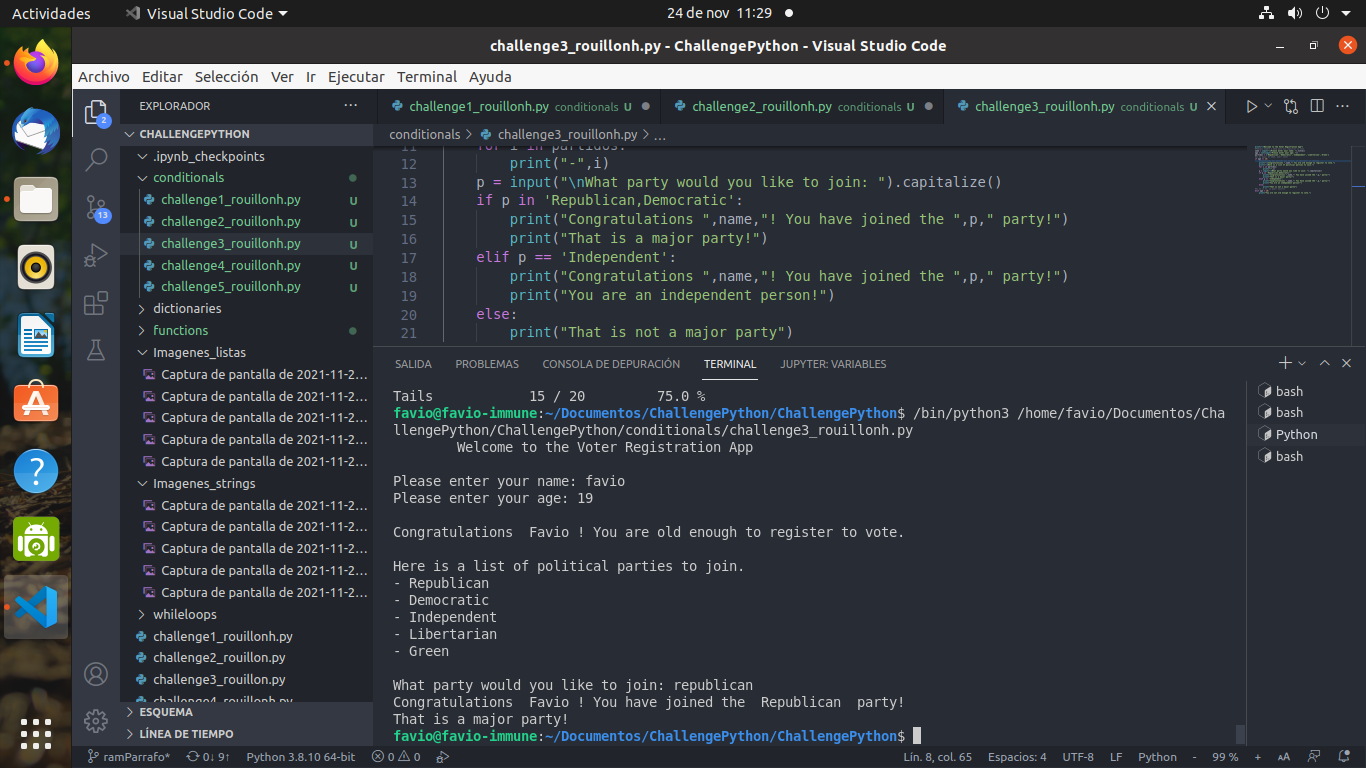 Actividades
Visual Studio Code
24 de nov 11:29
challenge3_rouillonh.py - ChallengePython - Visual Studio Code
Archivo Editar Selección Ver Ir Ejecutar Terminal Ayuda
EXPLORADOR
CHALLENGEPYTHON
.ipynb_checkpoints
conditionals
challenge1_rouillonh.py U
challenge2_rouillonh.py U
challenge3_rouillonh.py U
challenge4_rouillonh.py U
challenge5_rouillonh.py U
dictionaries
functions
Imagenes_listas
Captura de pantalla de 2021-11-2...
Captura de pantalla de 2021-11-2...
Captura de pantalla de 2021-11-2...
Captura de pantalla de 2021-11-2...
Captura de pantalla de 2021-11-2...
Imagenes_strings
Captura de pantalla de 2021-11-2...
Captura de pantalla de 2021-11-2...
Captura de pantalla de 2021-11-2...
Captura de pantalla de 2021-11-2...
Captura de pantalla de 2021-11-2...
whileloops
challenge1_rouillonh.py
challenge2_rouillon.py
challenge3_rouillon.py
challenge4_rouillonh.py
ESQUEMA
LÍNEA DE TIEMPO
2
13
challenge1_rouillonh.py conditionals U
challenge2_rouillonh.py conditionals U
challenge3_rouillonh.py conditionals U
conditionals > challenge3_rouillonh.py > ...
11 for i in partidos:
12 print("-",i)
13 p = input("\nWhat party would you like to join: ").capitalize()
14 if p in 'Republican,Democratic':
15 print("Congratulations ",name,"! You have joined the ",p," party!")
16 print("That is a major party!")
17 elif p == 'Independent':
18 print("Congratulations ",name,"! You have joined the ",p," party!")
19 print("You are an independent person!")
20 else:
21 print("That is not a major party")
SALIDA PROBLEMAS CONSOLA DE DEPURACIÓN TERMINAL JUPYTER: VARIABLES
Tails 15 / 20 75.0 %
favio@favio-immune:~/Documentos/ChallengePython/ChallengePython$ /bin/python3 /home/favio/Documentos/Cha
llengePython/ChallengePython/conditionals/challenge3_rouillonh.py
Welcome to the Voter Registration App
Please enter your name: favio
Please enter your age: 19
Congratulations  Favio ! You are old enough to register to vote.
Here is a list of political parties to join.
- Republican
- Democratic
- Independent
- Libertarian
- Green
What party would you like to join: republican
Congratulations  Favio ! You have joined the  Republican  party!
That is a major party!
favio@favio-immune:~/Documentos/ChallengePython/ChallengePython$
bash
bash
Python
bash
ramParrafo* 0↓ 9↑ Python 3.8.10 64-bit 0 0
Lín. 8, col. 65 Espacios: 4 UTF-8 LF Python - 99 % + AA